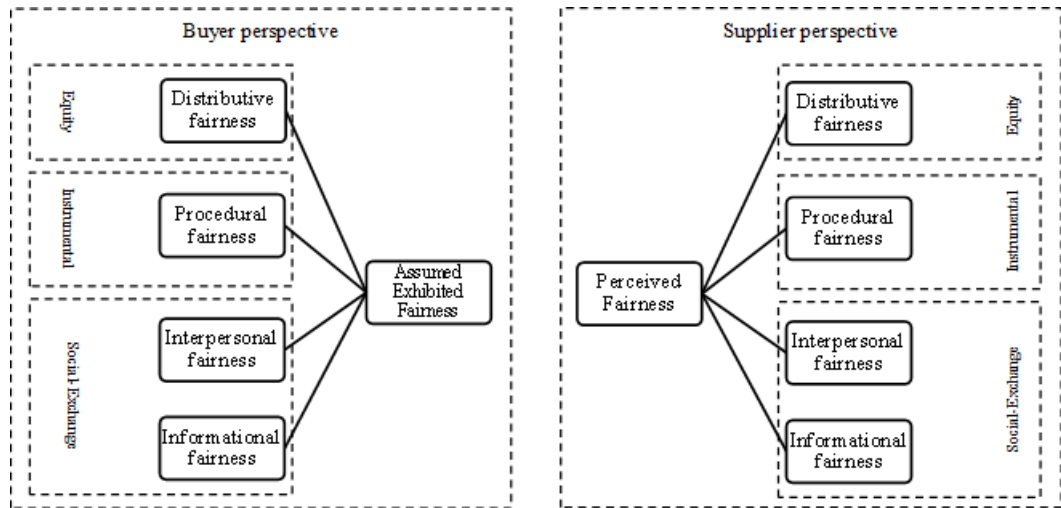 Buyer perspective
Equity
Distributive
fairness
Instrumental
Procedural
fairness
Social-Exchange
Interpersonal
fairness
Informational
fairness
Assumed
Exhibited
Fairness
Supplier perspective
Perceived
Fairness
Distributive
fairness
Equity
Procedural
fairness
Instrumental
Interpersonal
fairness
Informational
fairness
Social-Exchange